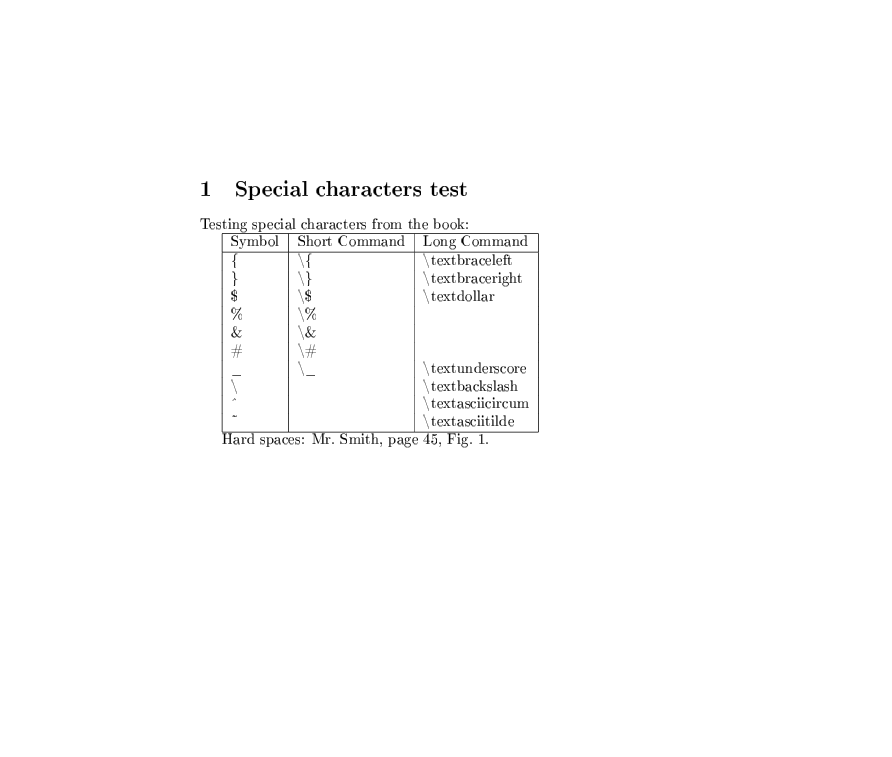 1 Special characters test
Testing special characters from the book:
Symbol Short Command Long Command
{ \{ \textbraceleft
} \} \textbraceright
$ \$ \textdollar
% \%
& \&
# \#
_ \_ \textunderscore
\ \textbackslash
^ \textasciicircum
~ \textasciitilde
Hard spaces: Mr. Smith, page 45, Fig. 1.